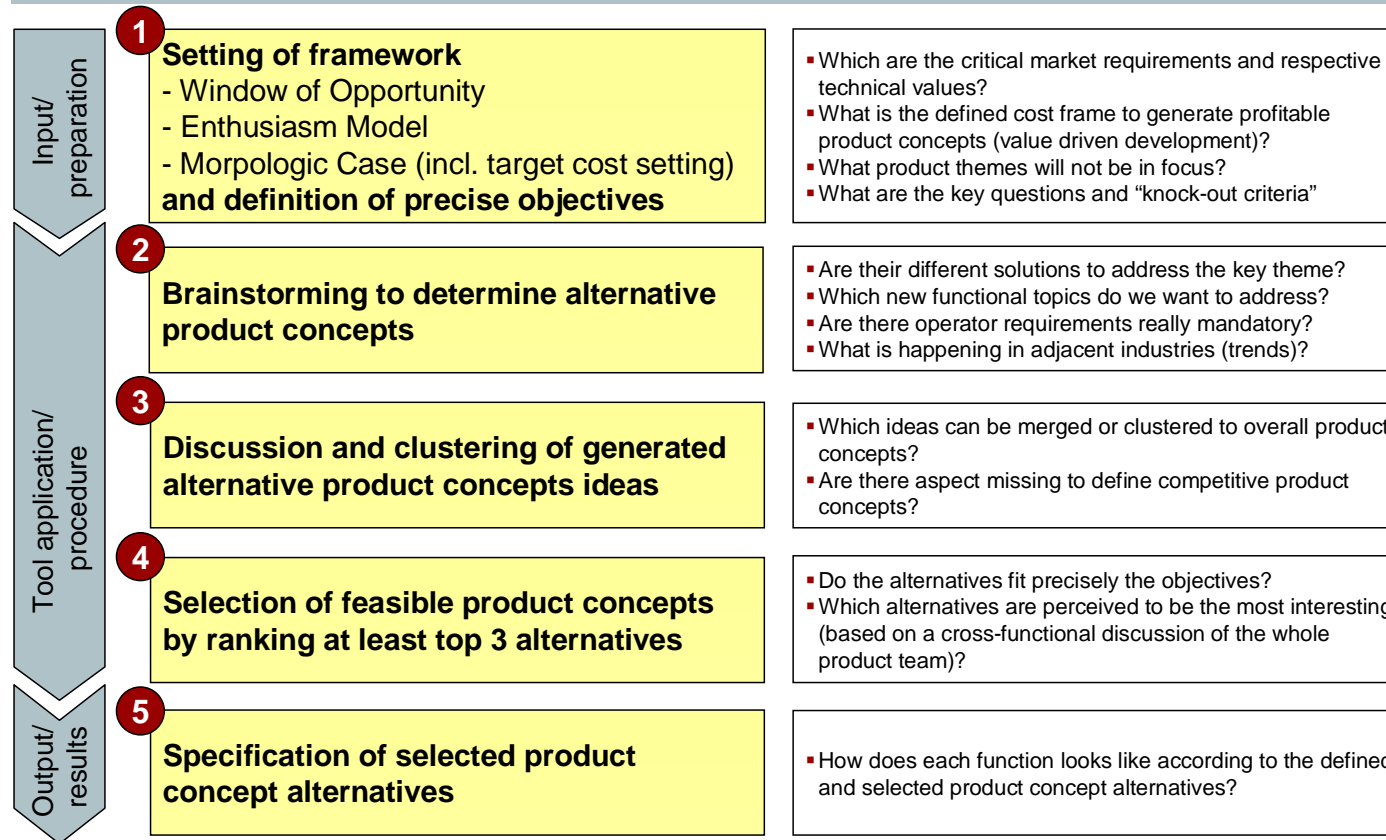 Input/
preparation
1
Setting of framework
- Window of Opportunity
- Enthusiasm Model
- Morpologic Case (incl. target cost setting)
and definition of precise objectives
▪ Which are the critical market requirements and respective
technical values?
▪ What is the defined cost frame to generate profitable
product concepts (value driven development)?
▪ What product themes will not be in focus?
▪ What are the key questions and “knock-out criteria”
Tool application/
procedure
2
Brainstorming to determine alternative
product concepts
▪ Are their different solutions to address the key theme?
▪ Which new functional topics do we want to address?
▪ Are there operator requirements really mandatory?
▪ What is happening in adjacent industries (trends)?
3
Discussion and clustering of generated
alternative product concepts ideas
▪ Which ideas can be merged or clustered to overall product
concepts?
▪ Are there aspect missing to define competitive product
concepts?
4
Selection of feasible product concepts
by ranking at least top 3 alternatives
▪ Do the alternatives fit precisely the objectives?
▪ Which alternatives are perceived to be the most interesting
(based on a cross-functional discussion of the whole
product team)?
Output/
results
5
Specification of selected product
concept alternatives
▪ How does each function looks like according to the defined
and selected product concept alternatives?